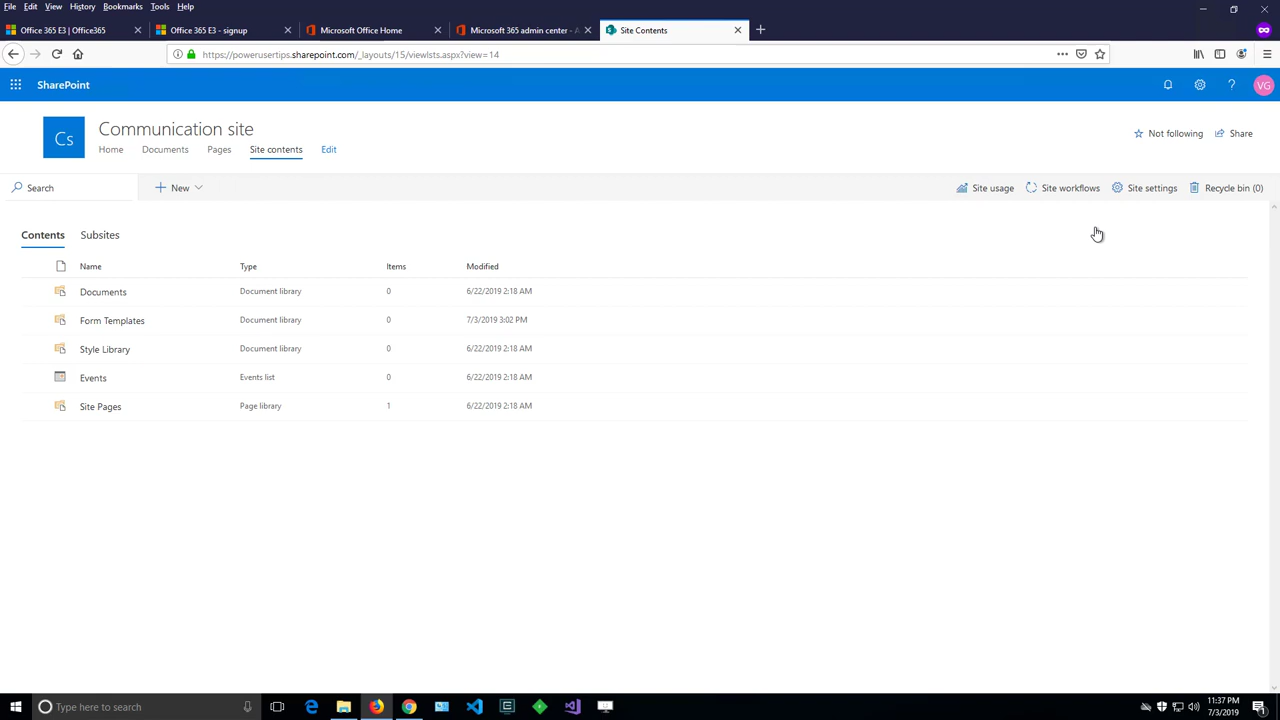 File Edit View History Bookmarks Tools Help
Office 365 E3 | Office365 Office 365 E3 - signup Microsoft Office Home Microsoft 365 admin center - A Site Contents
https://powerusertips.sharepoint.com/_layouts/15/viewlsts.aspx?view=14
SharePoint VG
Cs Communication site
Home Documents Pages Site contents Edit Not following Share
Search New Site usage Site workflows Site settings Recycle bin (0)
Contents Subsites
Name Type Items Modified
Documents Document library 0 6/22/2019 2:18 AM
Form Templates Document library 0 7/3/2019 3:02 PM
Style Library Document library 0 6/22/2019 2:18 AM
Events Events list 0 6/22/2019 2:18 AM
Site Pages Page library 1 6/22/2019 2:18 AM
Type here to search 11:37 PM
7/3/2019